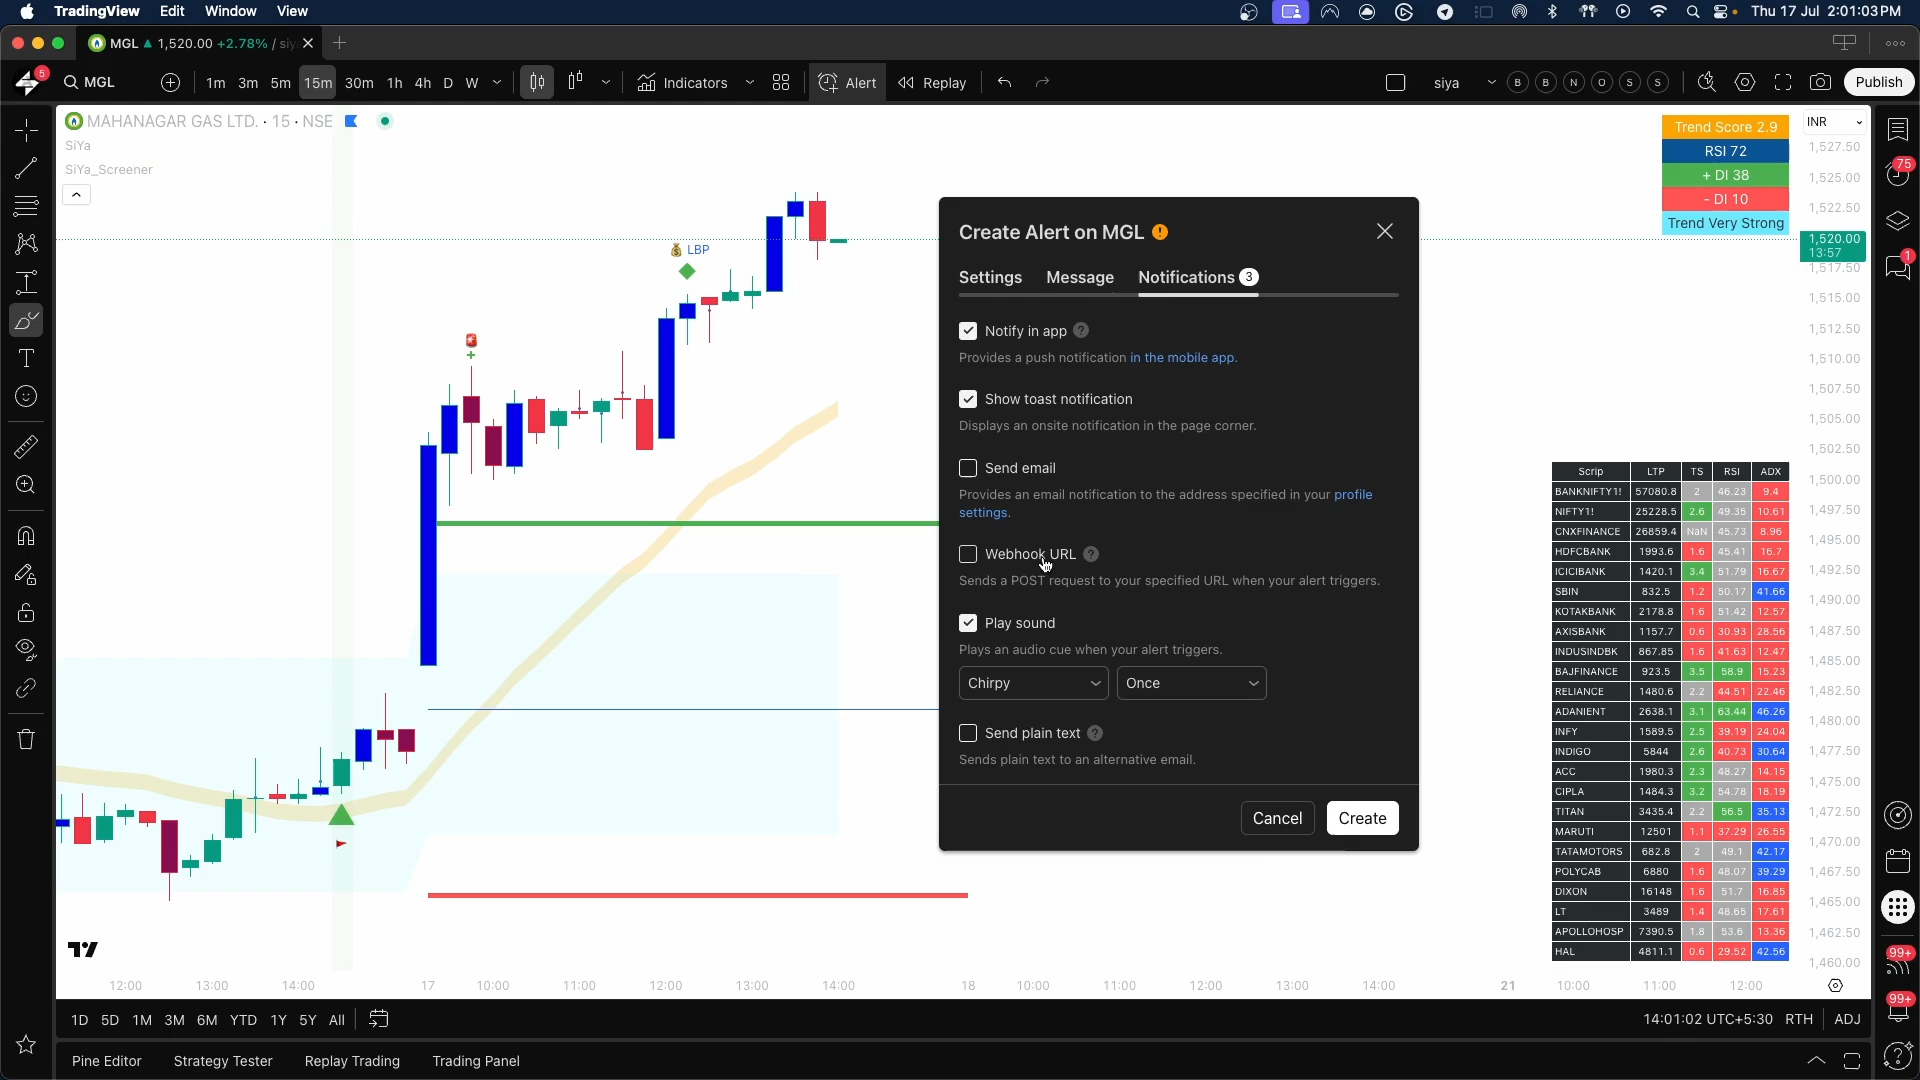 TradingView Edit Window View
Thu 17 Jul 2:01:03 PM
MGL ▲ 1,520.00 +2.78% / siy
5
MGL
1m 3m 5m 15m 30m 1h 4h D W
Indicators
Alert
Replay
siya
B B N O S S
Publish
MAHANAGAR GAS LTD. · 15 · NSE
SiYa
SiYa_Screener
LBP
Trend Score 2.9
RSI 72
+ DI 38
- DI 10
Trend Very Strong
INR
1,527.50
1,525.00
1,522.50
1,520.00
13:57
1,517.50
1,515.00
1,512.50
1,510.00
1,507.50
1,505.00
1,502.50
1,500.00
1,497.50
1,495.00
1,492.50
1,490.00
1,487.50
1,485.00
1,482.50
1,480.00
1,477.50
1,475.00
1,472.50
1,470.00
1,467.50
1,465.00
1,462.50
1,460.00
75
1
99+
99+
Create Alert on MGL
Settings Message Notifications 3
Notify in app ?
Provides a push notification in the mobile app.
Show toast notification
Displays an onsite notification in the page corner.
Send email
Provides an email notification to the address specified in your profile
settings.
Webhook URL ?
Sends a POST request to your specified URL when your alert triggers.
Play sound
Plays an audio cue when your alert triggers.
Chirpy Once
Send plain text ?
Sends plain text to an alternative email.
Cancel Create
Scrip LTP TS RSI ADX
BANKNIFTY1! 57080.8 2 46.23 9.4
NIFTY1! 25228.5 2.6 49.35 10.61
CNXFINANCE 26859.4 NaN 45.73 8.96
HDFCBANK 1993.6 1.6 45.41 16.7
ICICIBANK 1420.1 3.4 51.79 16.67
SBIN 832.5 1.2 50.17 41.66
KOTAKBANK 2178.8 1.6 51.42 12.57
AXISBANK 1157.7 0.6 30.93 28.56
INDUSINDBK 867.85 1.6 41.63 12.47
BAJFINANCE 923.5 3.5 58.9 15.23
RELIANCE 1480.6 2.2 44.51 22.46
ADANIENT 2638.1 3.1 63.44 46.26
INFY 1589.5 2.5 39.19 24.04
INDIGO 5844 2.6 40.73 30.64
ACC 1980.3 2.3 48.27 14.15
CIPLA 1484.3 3.2 54.78 18.19
TITAN 3435.4 2.2 56.5 35.13
MARUTI 12501 1.1 37.29 26.55
TATAMOTORS 682.8 2 49.1 42.17
POLYCAB 6880 1.6 48.07 39.29
DIXON 16148 1.6 51.7 16.85
LT 3489 1.4 48.65 17.61
APOLLOHOSP 7390.5 1.8 53.6 13.36
HAL 4811.1 0.6 29.52 42.56
12:00 13:00 14:00 17 10:00 11:00 12:00 13:00 14:00 18 10:00 11:00 12:00 13:00 14:00 21 10:00 11:00 12:00
1D 5D 1M 3M 6M YTD 1Y 5Y All
14:01:02 UTC+5:30 RTH ADJ
Pine Editor Strategy Tester Replay Trading Trading Panel